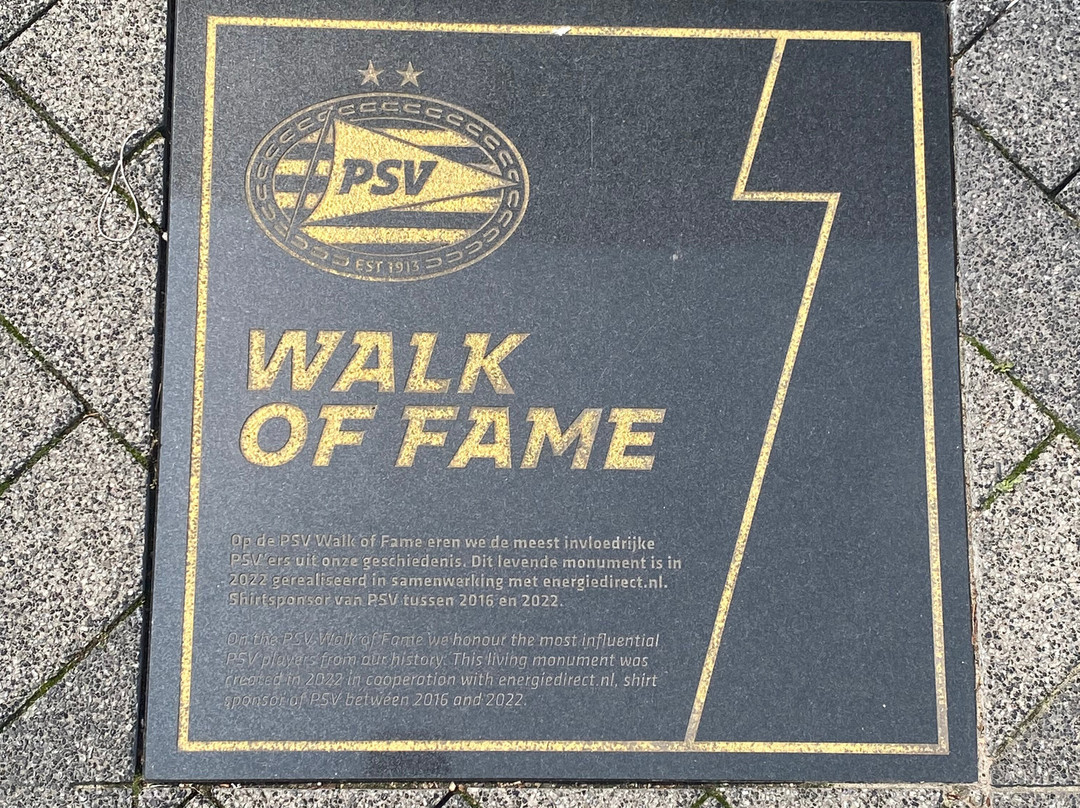 PSV
EST 1913
WALK
OF FAME
Op de PSV Walk of Fame eren we de meest invloedrijke
PSV'ers uit onze geschiedenis. Dit levende monument is in
2022 gerealiseerd in samenwerking met energiedirect.nl.
Shirtsponsor van PSV tussen 2016 en 2022.
On the PSV Walk of Fame we honour the most influential
PSV players from our history. This living monument was
created in 2022 in cooperation with energiedirect.nl, shirt
sponsor of PSV between 2016 and 2022.